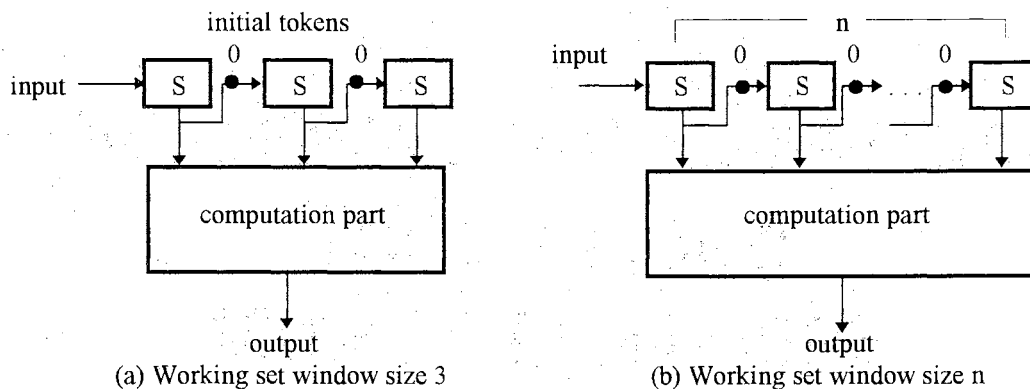 initial tokens
0 0
input S S S
computation part
output
(a) Working set window size 3
n
0 0 0
input S S . . . S
computation part
output
(b) Working set window size n